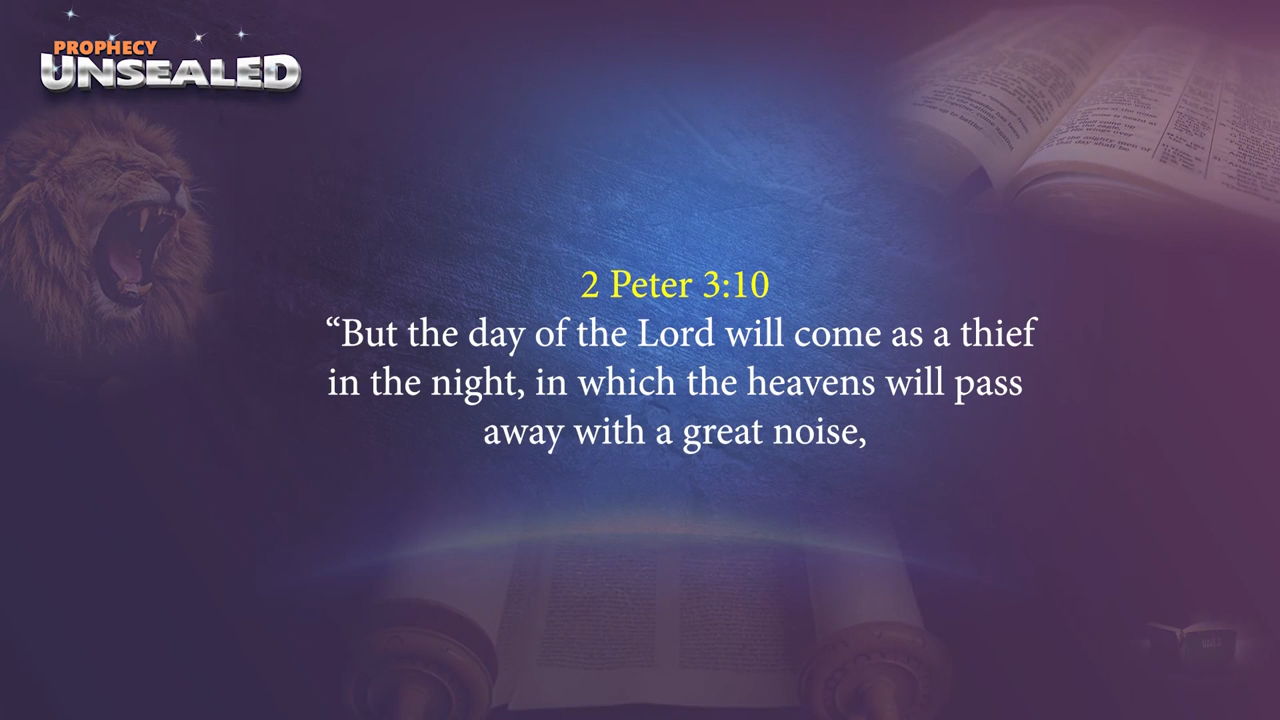 PROPHECY
UNSEALED
2 Peter 3:10
“But the day of the Lord will come as a thief
in the night, in which the heavens will pass
away with a great noise,